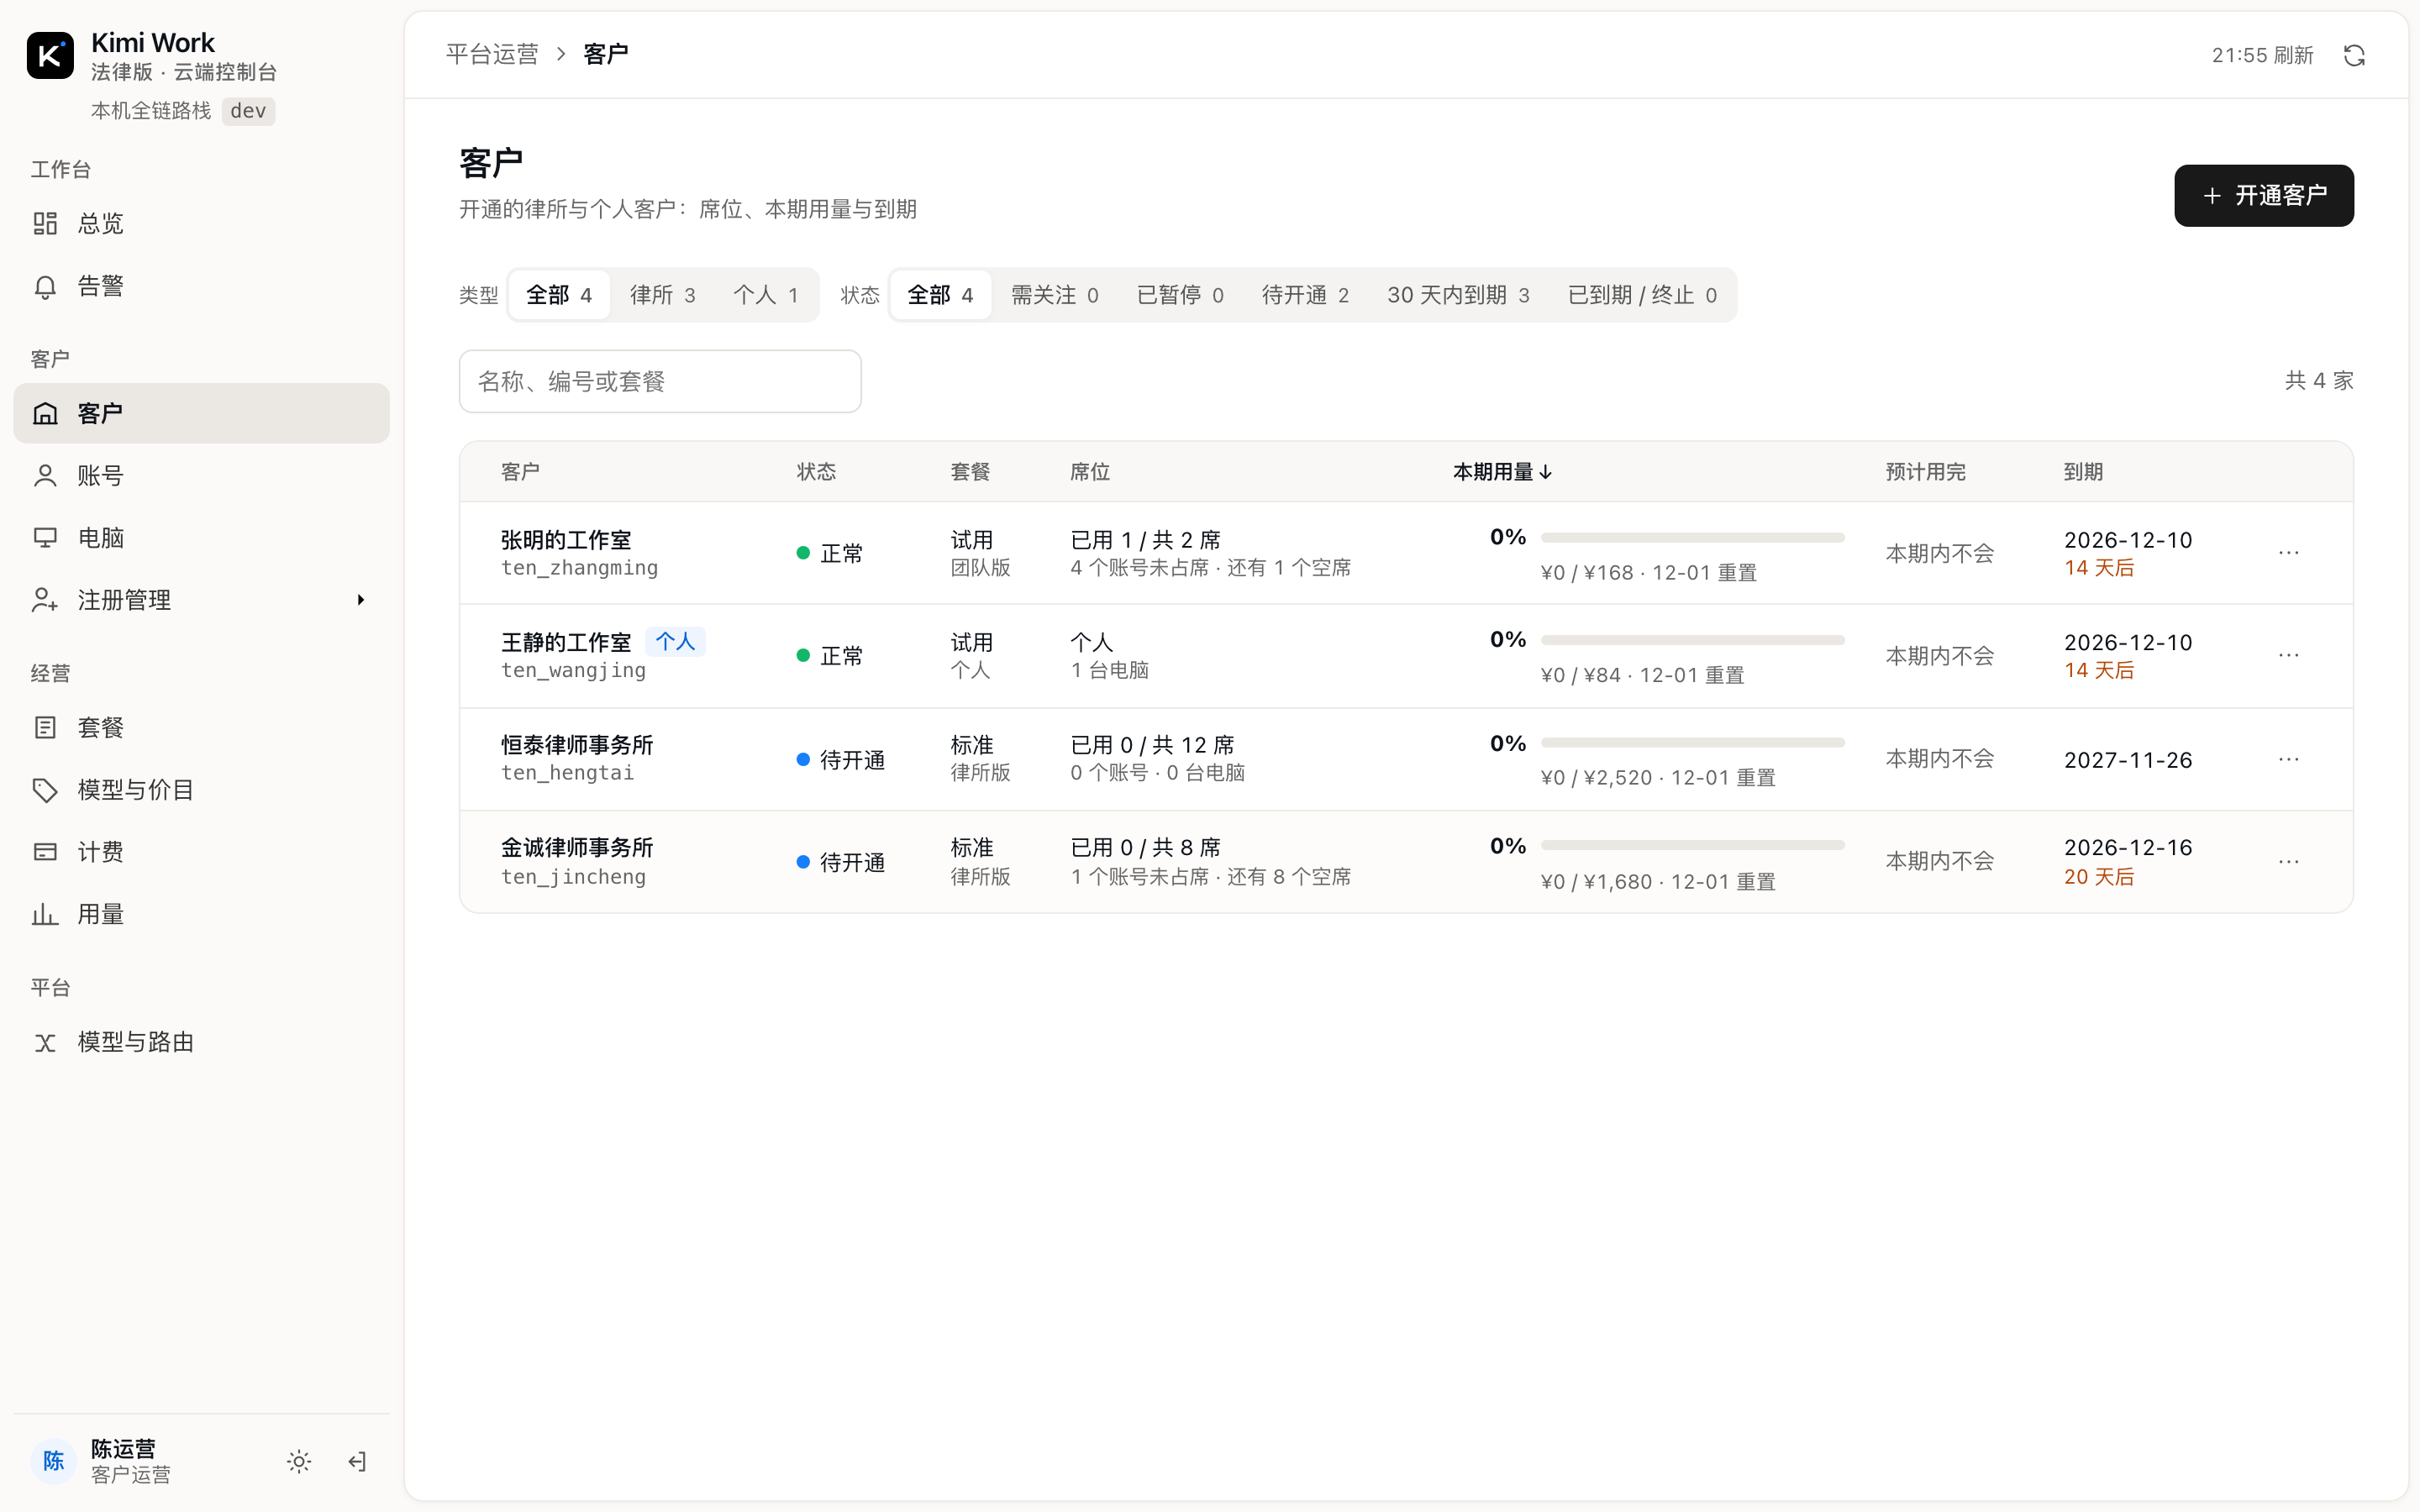 Kimi Work
法律版 · 云端控制台
本机全链路栈 dev
工作台
总览
告警
客户
客户
账号
电脑
注册管理
经营
套餐
模型与价目
计费
用量
平台
模型与路由
陈 陈运营
客户运营
平台运营 > 客户
21:55 刷新
客户
开通的律所与个人客户：席位、本期用量与到期
+ 开通客户
类型 全部 4 律所 3 个人 1 状态 全部 4 需关注 0 已暂停 0 待开通 2 30 天内到期 3 已到期 / 终止 0
名称、编号或套餐
共 4 家
客户 状态 套餐 席位 本期用量↓ 预计用完 到期
张明的工作室 正常 试用 已用 1 / 共 2 席 0% 本期内不会 2026-12-10 ···
ten_zhangming 团队版 4 个账号未占席 · 还有 1 个空席 ¥0 / ¥168 · 12-01 重置 14 天后
王静的工作室 个人 正常 试用 个人 0% 本期内不会 2026-12-10 ···
ten_wangjing 个人 1 台电脑 ¥0 / ¥84 · 12-01 重置 14 天后
恒泰律师事务所 待开通 标准 已用 0 / 共 12 席 0% 本期内不会 2027-11-26 ···
ten_hengtai 律所版 0 个账号 · 0 台电脑 ¥0 / ¥2,520 · 12-01 重置
金诚律师事务所 待开通 标准 已用 0 / 共 8 席 0% 本期内不会 2026-12-16 ···
ten_jincheng 律所版 1 个账号未占席 · 还有 8 个空席 ¥0 / ¥1,680 · 12-01 重置 20 天后